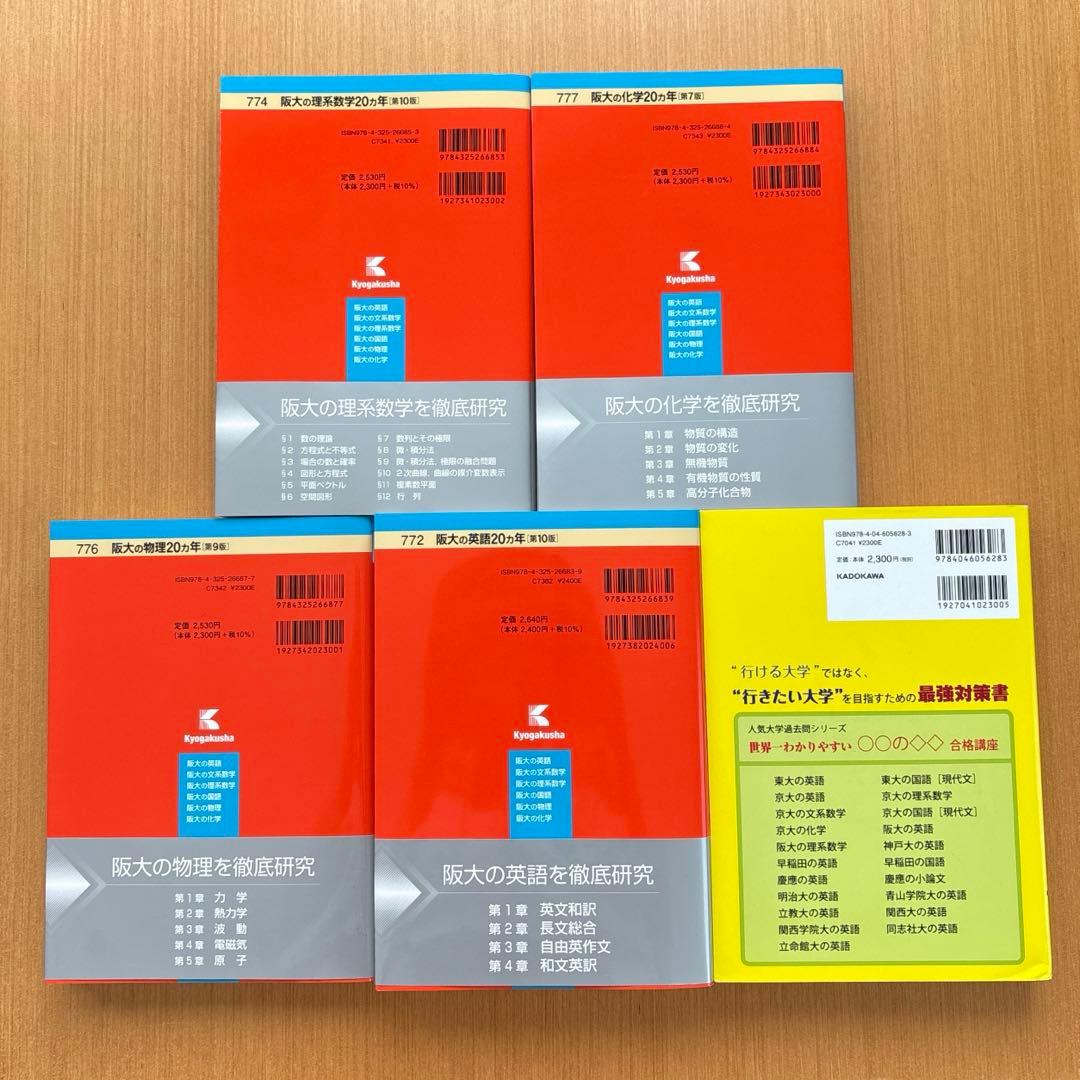 774 阪大の理系数学20カ年[第10版]
ISBN978-4-325-26685-3
C7341 ¥2300E
9784325266853
定価 2,530円
(本体 2,300円+税10%)
1927341023002
Kyogakusha
阪大の英語
阪大の文系数学
阪大の理系数学
阪大の国語
阪大の物理
阪大の化学
阪大の理系数学を徹底研究
§1 数の理論
§2 方程式と不等式
§3 場合の数と確率
§4 図形と方程式
§5 平面ベクトル
§6 空間図形
§7 数列とその極限
§8 微・積分法
§9 微・積分法、極限の融合問題
§10 2次曲線、曲線の媒介変数表示
§11 複素数平面
§12 行列
777 阪大の化学20カ年[第7版]
ISBN978-4-325-26688-4
C7343 ¥2300E
9784325266884
定価 2,530円
(本体 2,300円+税10%)
1927343023000
Kyogakusha
阪大の英語
阪大の文系数学
阪大の理系数学
阪大の国語
阪大の物理
阪大の化学
阪大の化学を徹底研究
第1章 物質の構造
第2章 物質の変化
第3章 無機物質
第4章 有機物質の性質
第5章 高分子化合物
776 阪大の物理20カ年[第9版]
ISBN978-4-325-26687-7
C7342 ¥2300E
9784325266877
定価 2,530円
(本体 2,300円+税10%)
1927342023001
Kyogakusha
阪大の英語
阪大の文系数学
阪大の理系数学
阪大の国語
阪大の物理
阪大の化学
阪大の物理を徹底研究
第1章 力学
第2章 熱力学
第3章 波動
第4章 電磁気
第5章 原子
772 阪大の英語20カ年[第10版]
ISBN978-4-325-26683-9
C7382 ¥2400E
9784325266839
定価 2,640円
(本体 2,400円+税10%)
1927382024006
Kyogakusha
阪大の英語
阪大の文系数学
阪大の理系数学
阪大の国語
阪大の物理
阪大の化学
阪大の英語を徹底研究
第1章 英文和訳
第2章 長文総合
第3章 自由英作文
第4章 和文英訳
ISBN978-4-04-605628-3
C7041 ¥2300E
定価:本体 2,300円(税別)
KADOKAWA
9784046056283
1927041023005
“行ける大学”ではなく、
“行きたい大学”を目指すための 最強対策書
人気大学過去問シリーズ
世界一わかりやすい ○○の◇◇ 合格講座
東大の英語
京大の英語
京大の文系数学
京大の化学
阪大の理系数学
早稲田の英語
慶應の英語
明治大の英語
立教大の英語
関西学院大の英語
立命館大の英語
東大の国語[現代文]
京大の理系数学
京大の国語[現代文]
阪大の英語
神戸大の英語
早稲田の国語
慶應の小論文
青山学院大の英語
関西大の英語
同志社大の英語